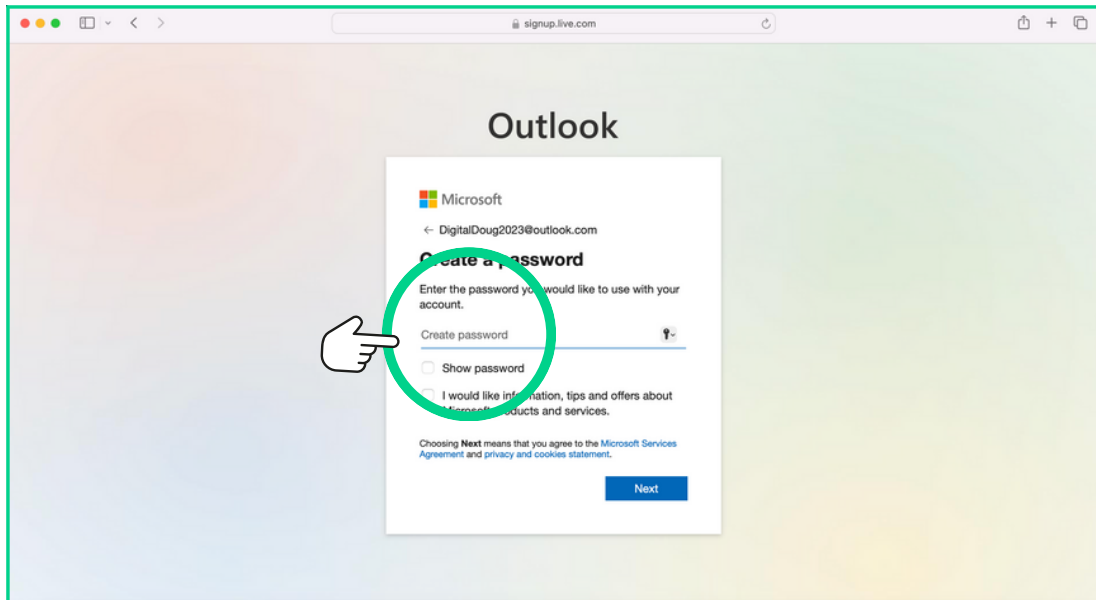 signup.live.com
Outlook
Microsoft
← DigitalDoug2023@outlook.com
Create a password
Enter the password you would like to use with your
account.
Create password
Show password
I would like information, tips and offers about
Microsoft products and services.
Choosing Next means that you agree to the Microsoft Services
Agreement and privacy and cookies statement.
Next